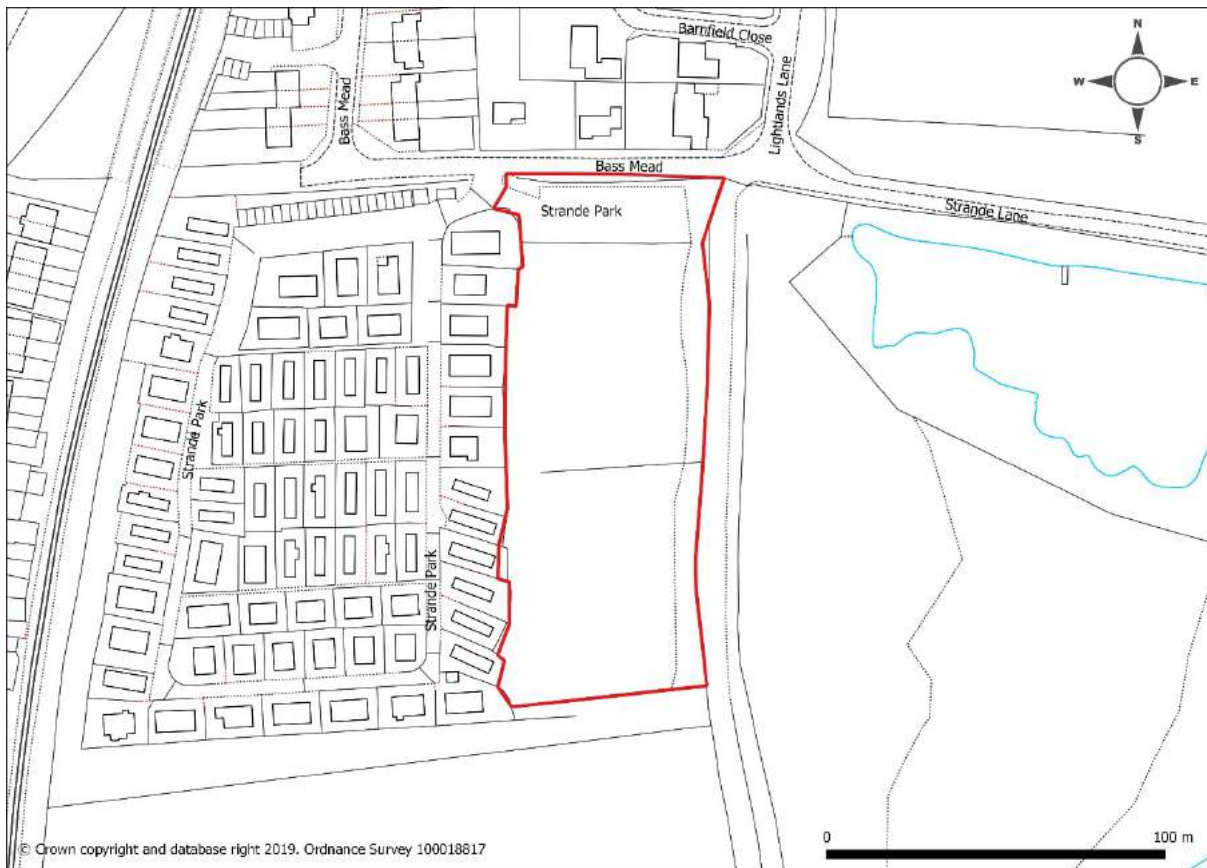 Barnfield Close
N
W
E
S
Bass Mead
Lightlands Lane
Bass Mead
Strande Park
Strande Lane
Strande Park
Strande Park
0
100 m
© Crown copyright and database right 2019. Ordnance Survey 100018817